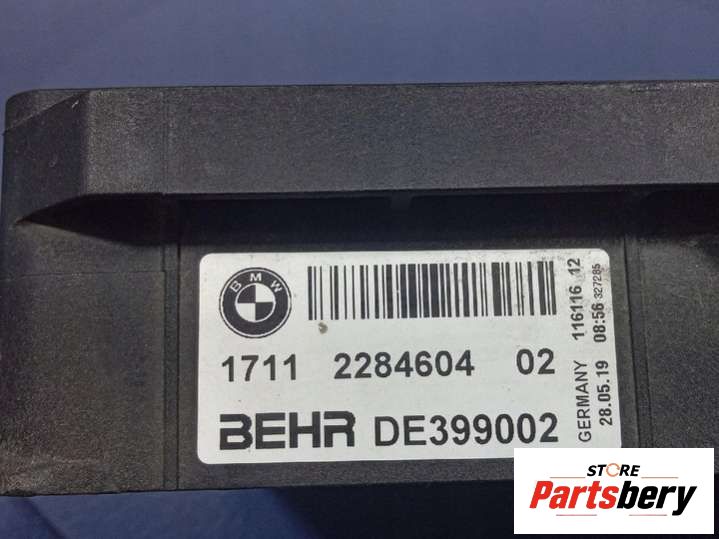 BMW
1711 2284604 02
BEHR DE399002
GERMANY 116116 12
28.05.19 08:56 327285
STORE
Partsbery